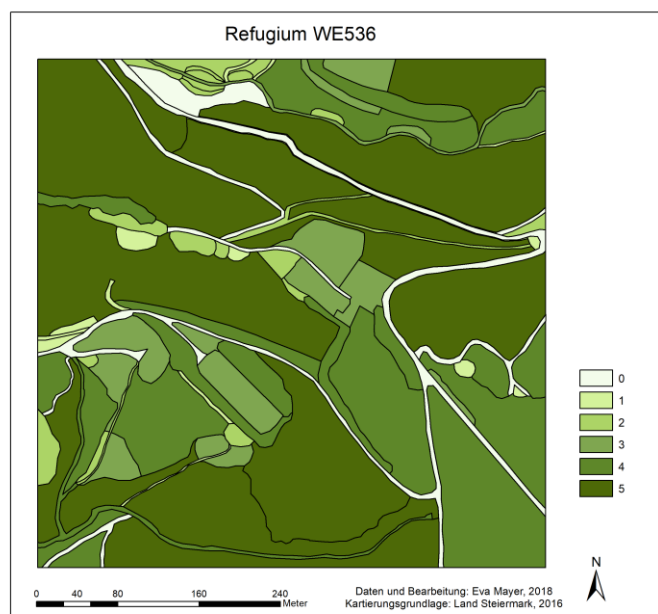 Refugium WE536
0
1
2
3
4
5
N
0 40 80 160 240
Meter
Daten und Bearbeitung: Eva Mayer, 2018
Kartierungsgrundlage: Land Steiermark, 2016